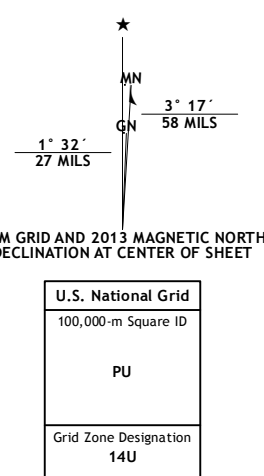 ★
MN
3° 17´
GN
58 MILS
1° 32´
27 MILS
M GRID AND 2013 MAGNETIC NORTH
DECLINATION AT CENTER OF SHEET
U.S. National Grid
100,000-m Square ID
PU
Grid Zone Designation
14U